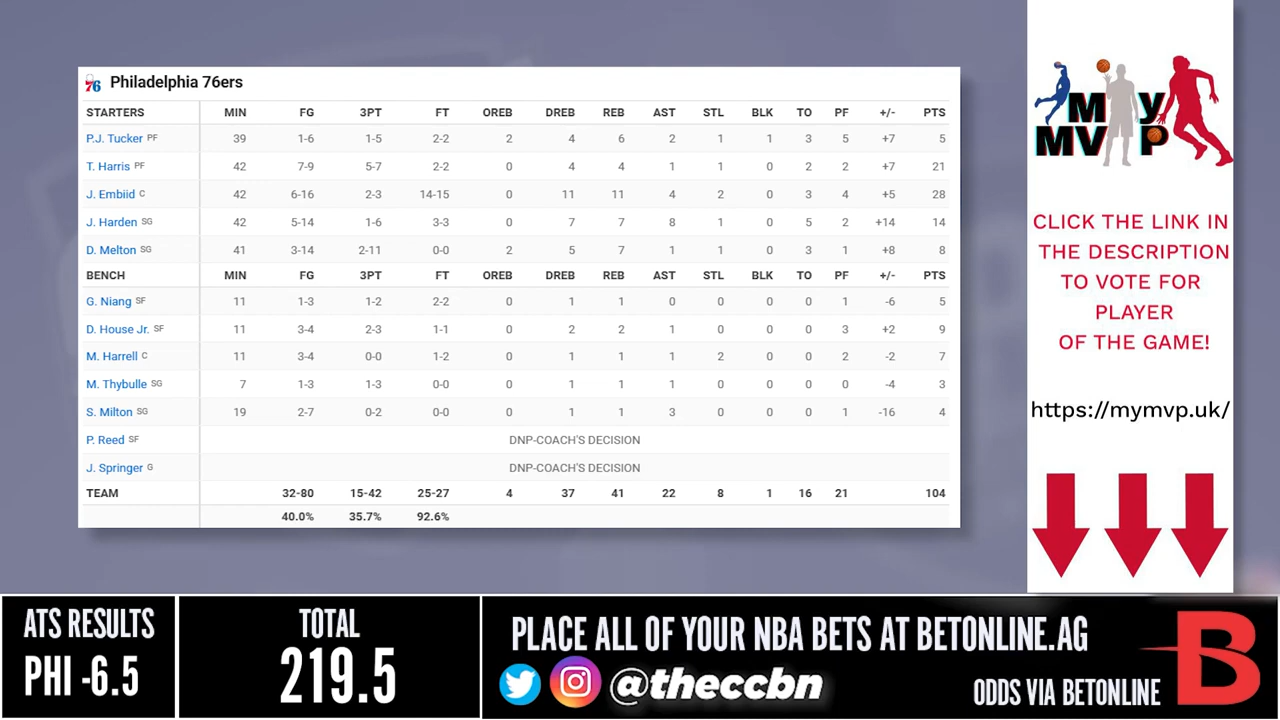 76 Philadelphia 76ers
STARTERS MIN FG 3PT FT OREB DREB REB AST STL BLK TO PF +/- PTS
P.J. Tucker PF 39 1-6 1-5 2-2 2 4 6 2 1 1 3 5 +7 5
T. Harris PF 42 7-9 5-7 2-2 0 4 4 1 1 0 2 2 +7 21
J. Embiid C 42 6-16 2-3 14-15 0 11 11 4 2 0 3 4 +5 28
J. Harden SG 42 5-14 1-6 3-3 0 7 7 8 1 0 5 2 +14 14
D. Melton SG 41 3-14 2-11 0-0 2 5 7 1 1 0 3 1 +8 8
BENCH MIN FG 3PT FT OREB DREB REB AST STL BLK TO PF +/- PTS
G. Niang SF 11 1-3 1-2 2-2 0 1 1 0 0 0 0 1 -6 5
D. House Jr. SF 11 3-4 2-3 1-1 0 2 2 1 0 0 0 3 +2 9
M. Harrell C 11 3-4 0-0 1-2 0 1 1 1 2 0 0 2 -2 7
M. Thybulle SG 7 1-3 1-3 0-0 0 1 1 1 0 0 0 0 -4 3
S. Milton SG 19 2-7 0-2 0-0 0 1 1 3 0 0 0 1 -16 4
P. Reed SF DNP-COACH'S DECISION
J. Springer G DNP-COACH'S DECISION
TEAM 32-80 15-42 25-27 4 37 41 22 8 1 16 21 104
40.0% 35.7% 92.6%
My
MVP
CLICK THE LINK IN
THE DESCRIPTION
TO VOTE FOR
PLAYER
OF THE GAME!
https://mymvp.uk/
ATS RESULTS
PHI -6.5
TOTAL
219.5
PLACE ALL OF YOUR NBA BETS AT BETONLINE.AG
@theccbn
ODDS VIA BETONLINE
B